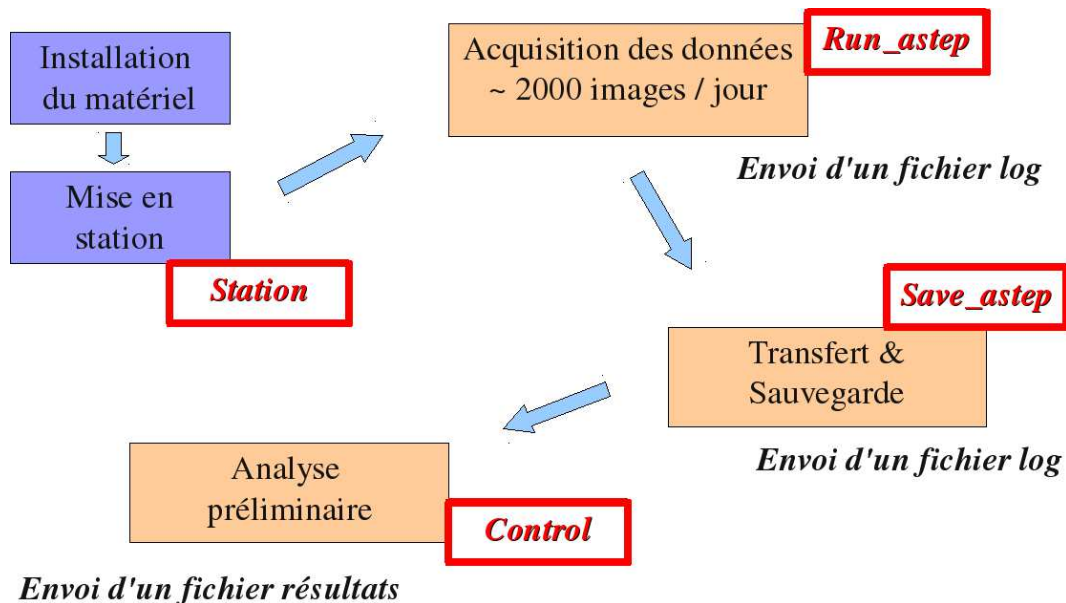 Installation
du matériel
Mise en
station
Station
Acquisition des données
~ 2000 images / jour
Run_astep
Envoi d'un fichier log
Save_astep
Transfert &
Sauvegarde
Envoi d'un fichier log
Analyse
préliminaire
Control
Envoi d'un fichier résultats